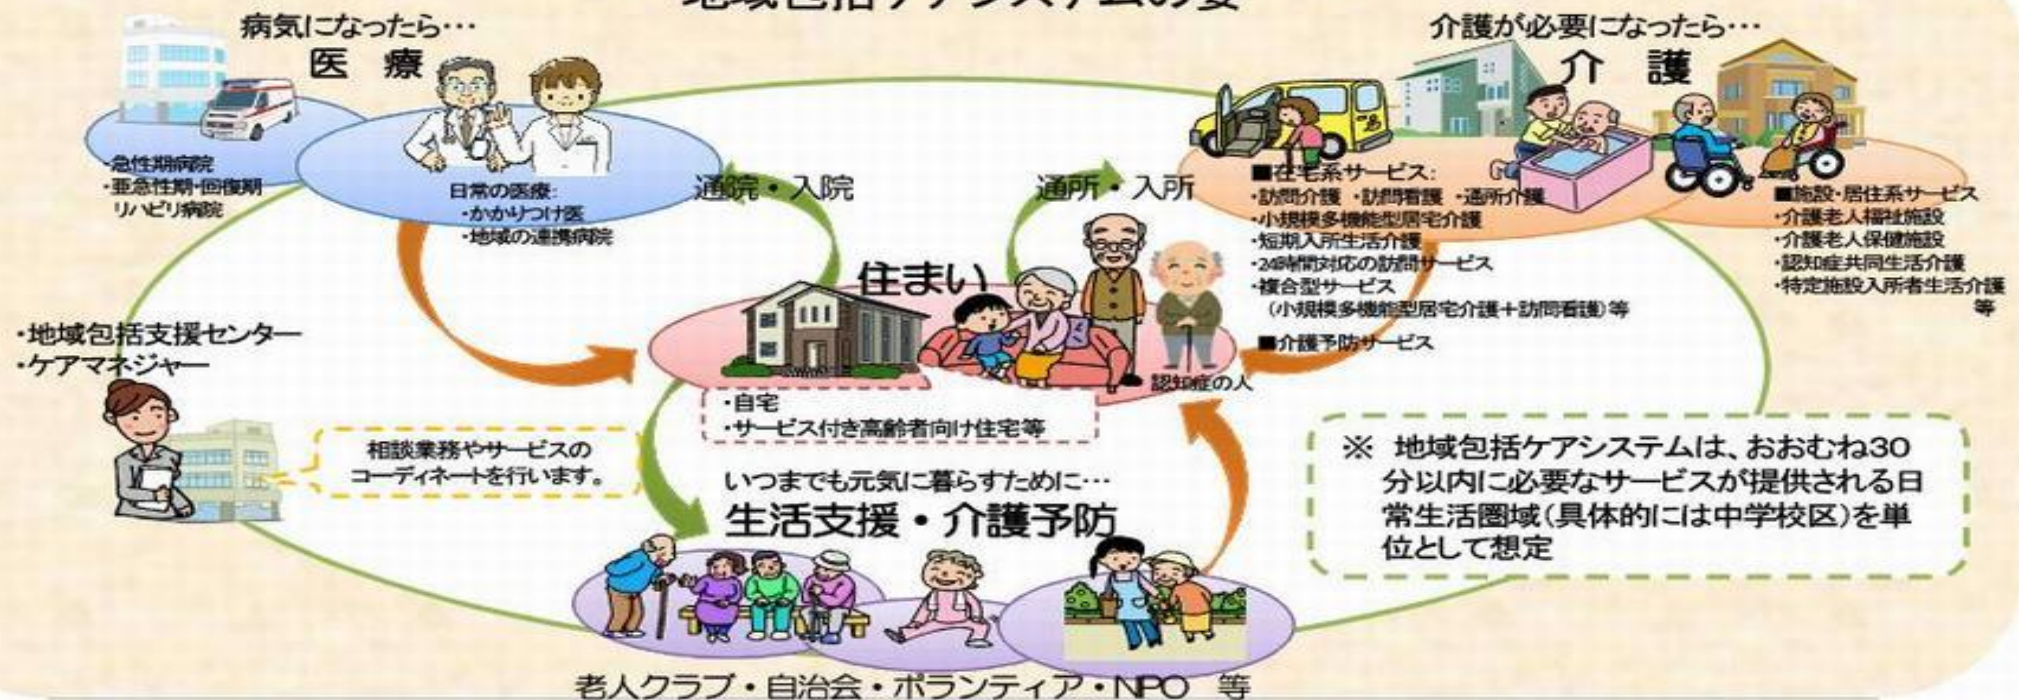 地域包括ケアシステムの姿
病気になったら…
医 療
・急性期病院
・亜急性期・回復期
リハビリ病院
日常の医療:
・かかりつけ医
・地域の連携病院
通院・入院
通所・入所
介護が必要になったら…
介 護
■在宅系サービス:
・訪問介護 ・訪問看護 ・通所介護
・小規模多機能型居宅介護
・短期入所生活介護
・24時間対応の訪問サービス
・複合型サービス
(小規模多機能型居宅介護+訪問看護)等
■介護予防サービス
■施設・居住系サービス
・介護老人福祉施設
・介護老人保健施設
・認知症共同生活介護
・特定施設入所者生活介護
等
住まい
認知症の人
・自宅
・サービス付き高齢者向け住宅等
・地域包括支援センター
・ケアマネジャー
相談業務やサービスの
コーディネートを行います。
いつまでも元気に暮らすために…
生活支援・介護予防
老人クラブ・自治会・ボランティア・NPO 等
※ 地域包括ケアシステムは、おおむね30
分以内に必要なサービスが提供される日
常生活圏域(具体的には中学校区)を単
位として想定